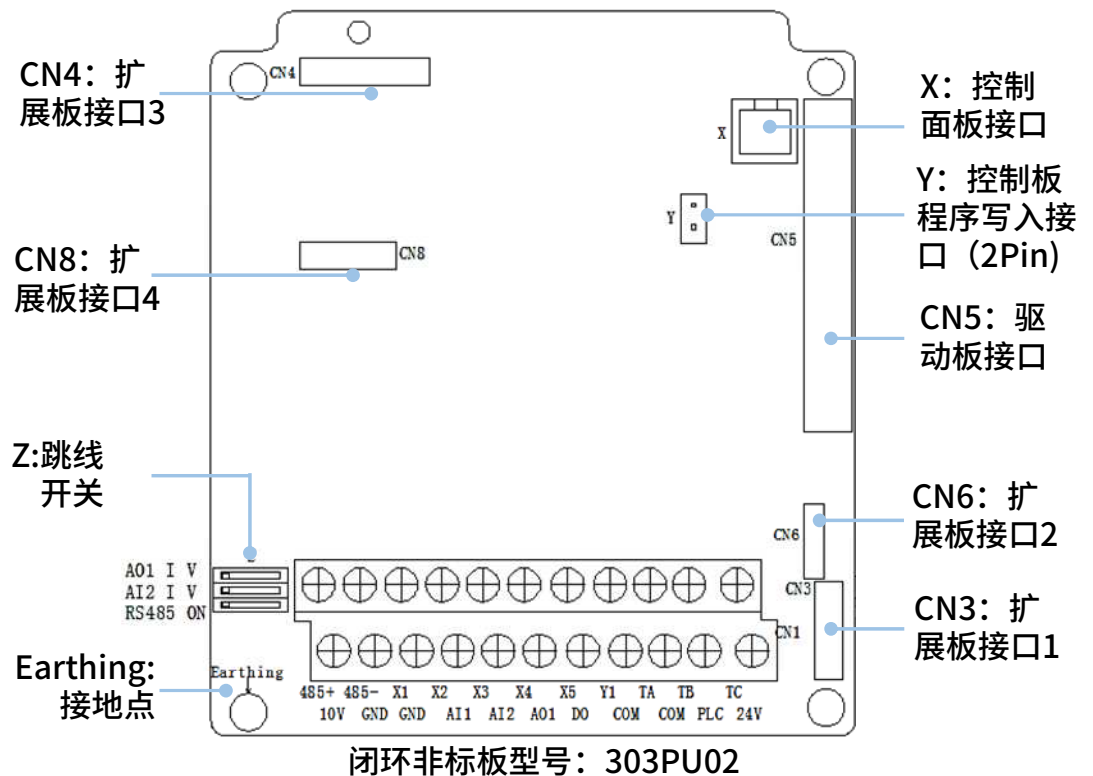 CN4：扩
展板接口3
CN4
X：控制
面板接口
X
Y：控制板
程序写入接
口（2Pin)
Y
CN5
CN8：扩
展板接口4
CN8
CN5：驱
动板接口
Z:跳线
开关
CN6：扩
展板接口2
CN6
A01 I V
AI2 I V
RS485 ON
CN3
CN3：扩
展板接口1
CN1
Earthing:
接地点
Earthing
485+ 485- X1 X2 X3 X4 X5 Y1 TA TB TC
10V GND GND AI1 AI2 A01 DO COM COM PLC 24V
闭环非标板型号：303PU02